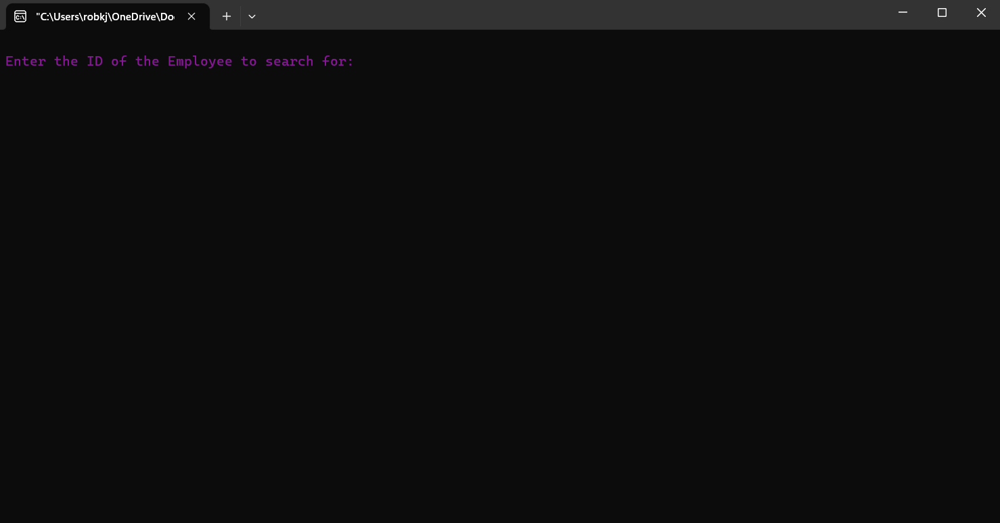 "C:\Users\robkj\OneDrive\Do
Enter the ID of the Employee to search for: